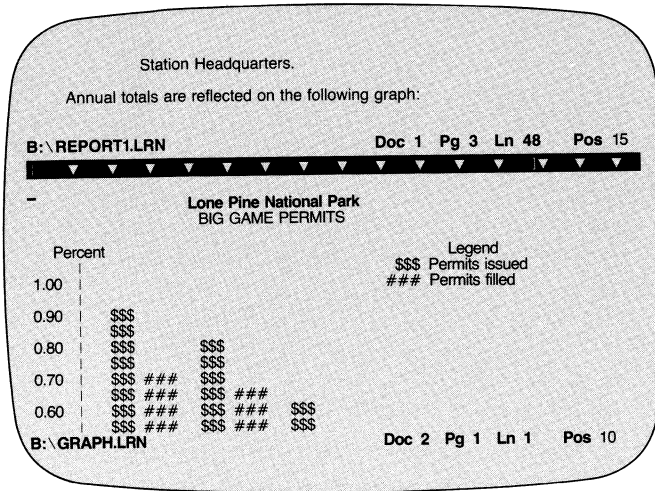 Station Headquarters.
Annual totals are reflected on the following graph:
B:\REPORT1.LRN Doc 1 Pg 3 Ln 48 Pos 15
Lone Pine National Park
BIG GAME PERMITS
Percent Legend
$$$ Permits issued
1.00 ### Permits filled
0.90 $$$
$$$
0.80 $$$ $$$
$$$ $$$
0.70 $$$ ### $$$
$$$ ### $$$ ###
0.60 $$$ ### $$$ ### $$$
$$$ ### $$$ ### $$$
B:\GRAPH.LRN Doc 2 Pg 1 Ln 1 Pos 10